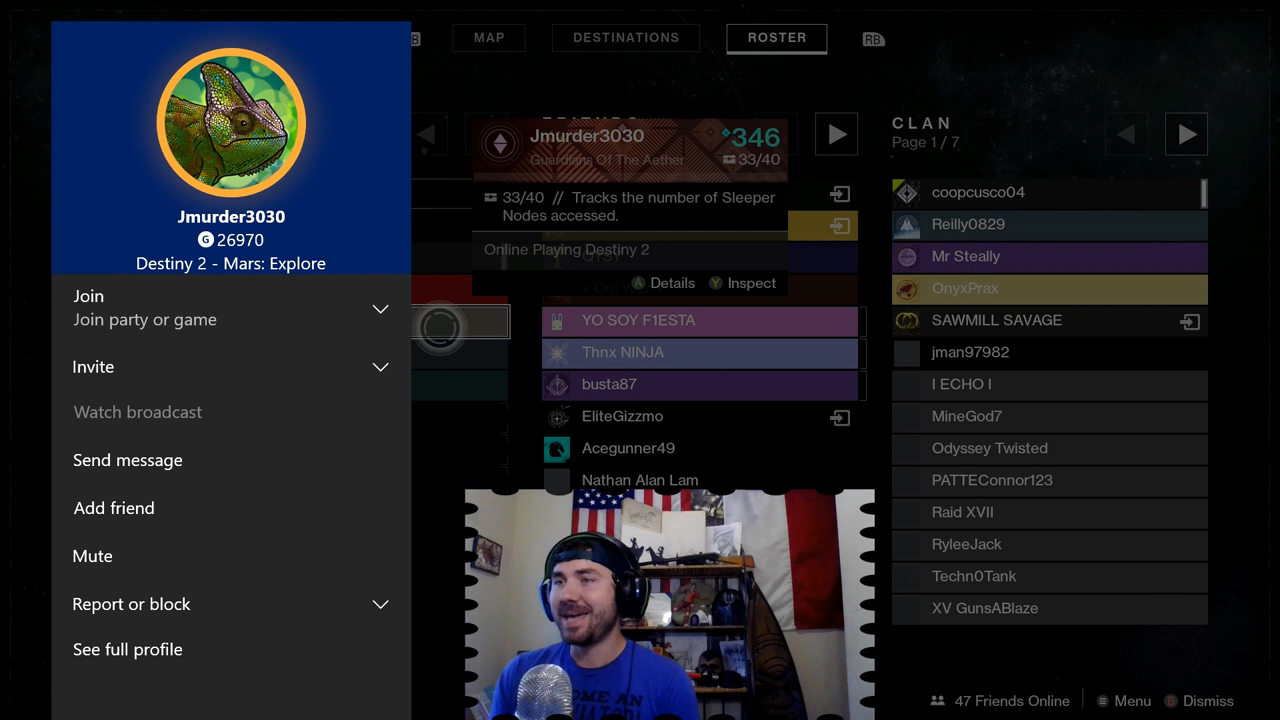 Jmurder3030
G 26970
Destiny 2 - Mars: Explore
Join
Join party or game
Invite
Watch broadcast
Send message
Add friend
Mute
Report or block
See full profile
MAP
DESTINATIONS
ROSTER
RB
Jmurder3030
346
Guardians Of The Aether
33/40
33/40 // Tracks the number of Sleeper
Nodes accessed.
Online Playing Destiny 2
A Details
Y Inspect
YO SOY F1ESTA
Thnx NINJA
busta87
EliteGizzmo
Acegunner49
Nathan Alan Lam
CLAN
Page 1 / 7
coopcusco04
Reilly0829
Mr Steally
OnyxPrax
SAWMILL SAVAGE
jman97982
I ECHO I
MineGod7
Odyssey Twisted
PATTEConnor123
Raid XVII
RyleeJack
Techn0Tank
XV GunsABlaze
47 Friends Online
Menu
B Dismiss